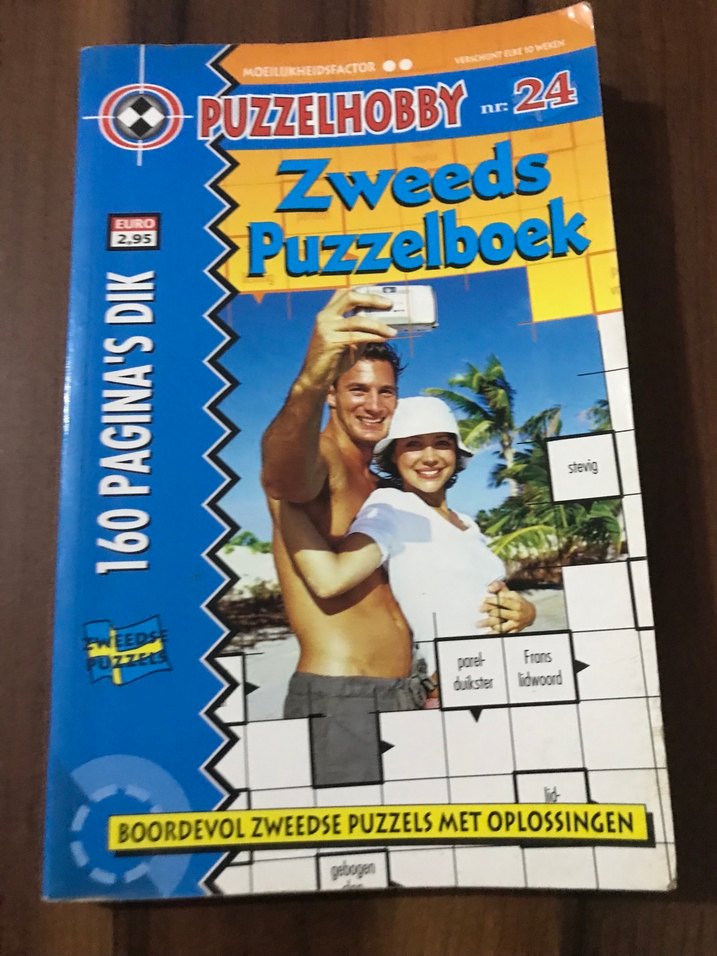 MOEILIJKHEIDSFACTOR
VERSCHIJNT ELKE 10 WEKEN
PUZZELHOBBY nr. 24
Zweeds
Puzzelboek
EURO
2,95
160 PAGINA'S DIK
stevig
ZWEEDSE
PUZZELS
parel-
duikster
Frans
lidwoord
lid-
BOORDEVOL ZWEEDSE PUZZELS MET OPLOSSINGEN
gebogen